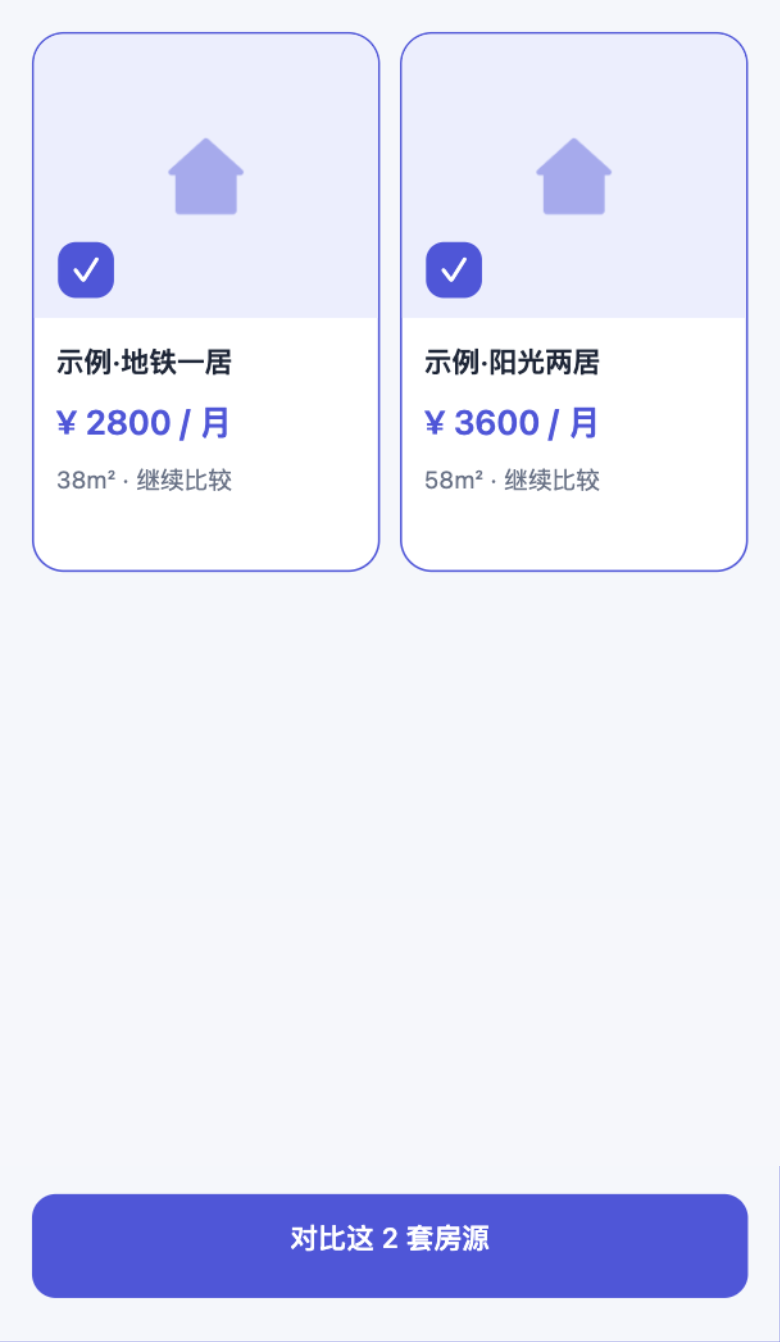 示例·地铁一居
¥ 2800 / 月
38m² · 继续比较
示例·阳光两居
¥ 3600 / 月
58m² · 继续比较
对比这 2 套房源